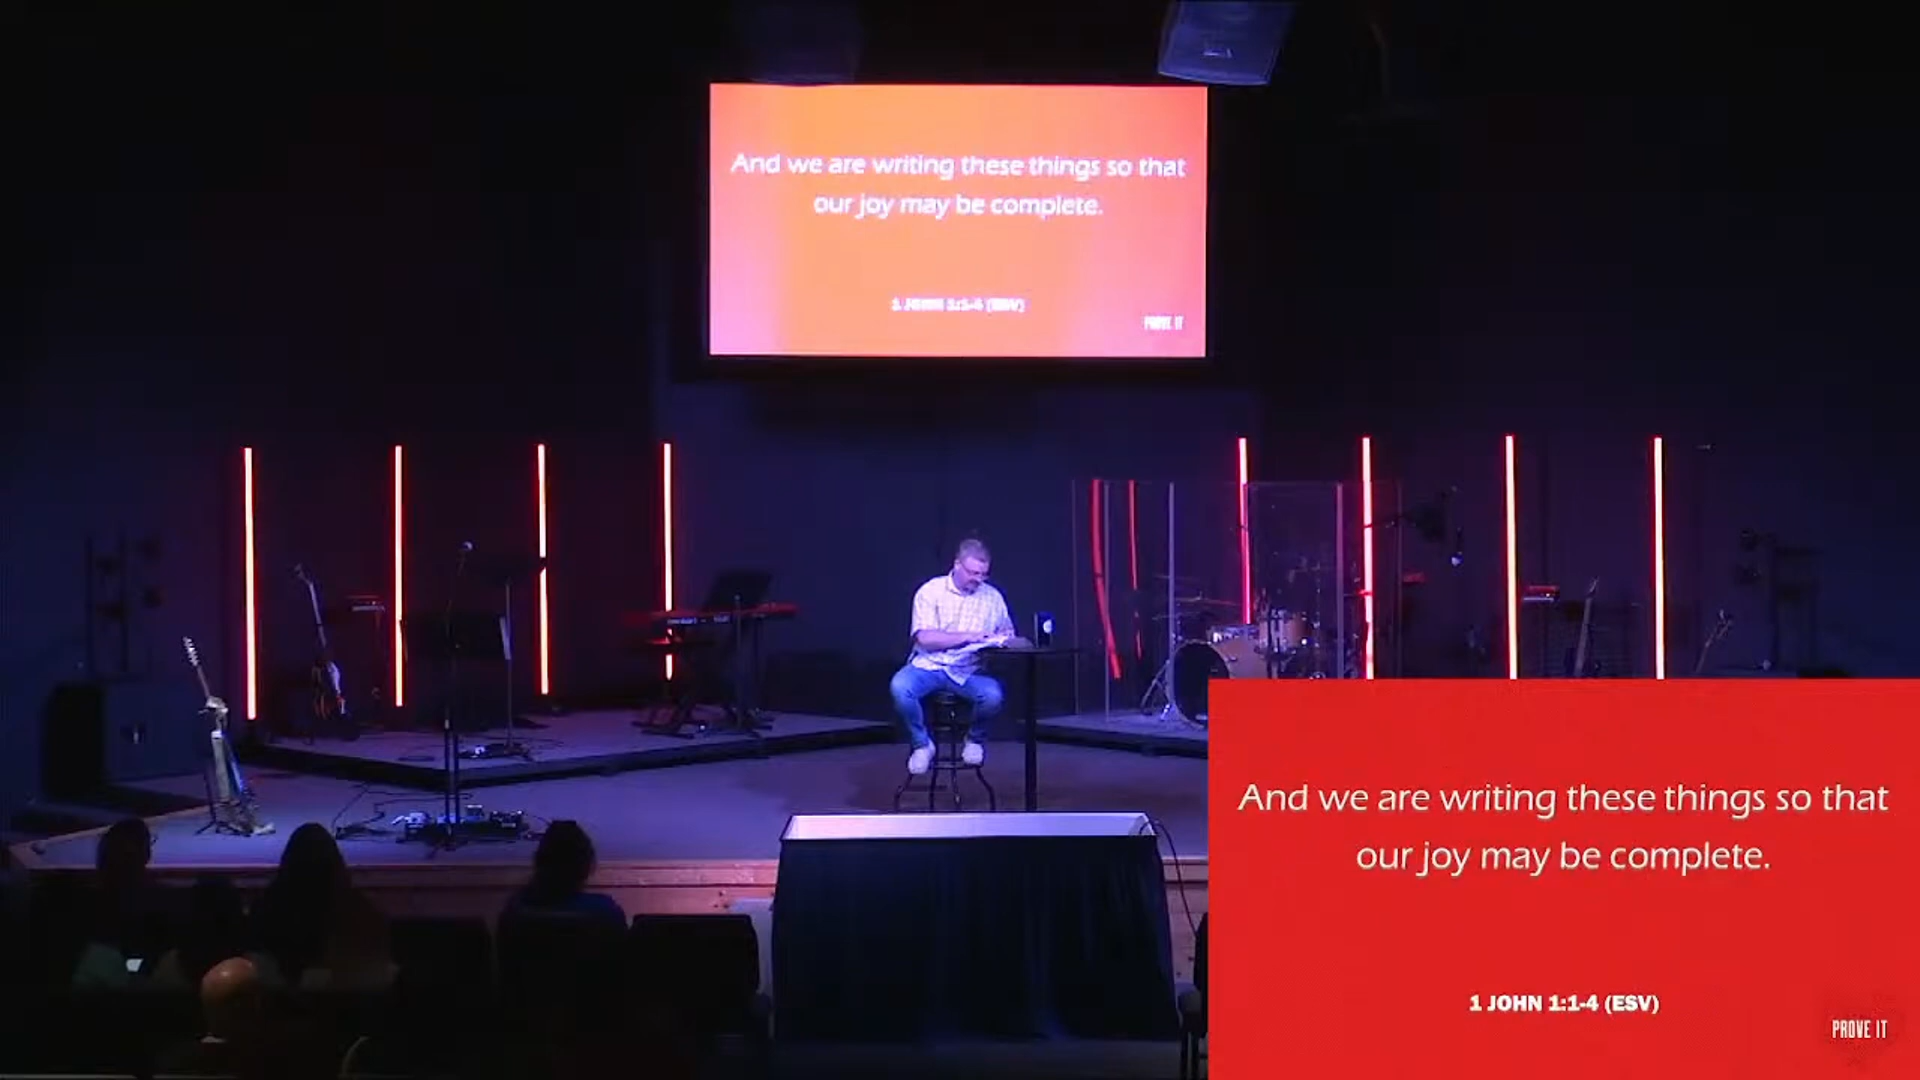 And we are writing these things so that
our joy may be complete.
1 JOHN 1:1-4 (ESV)
PROVE IT
And we are writing these things so that
our joy may be complete.
1 JOHN 1:1-4 (ESV)
PROVE IT